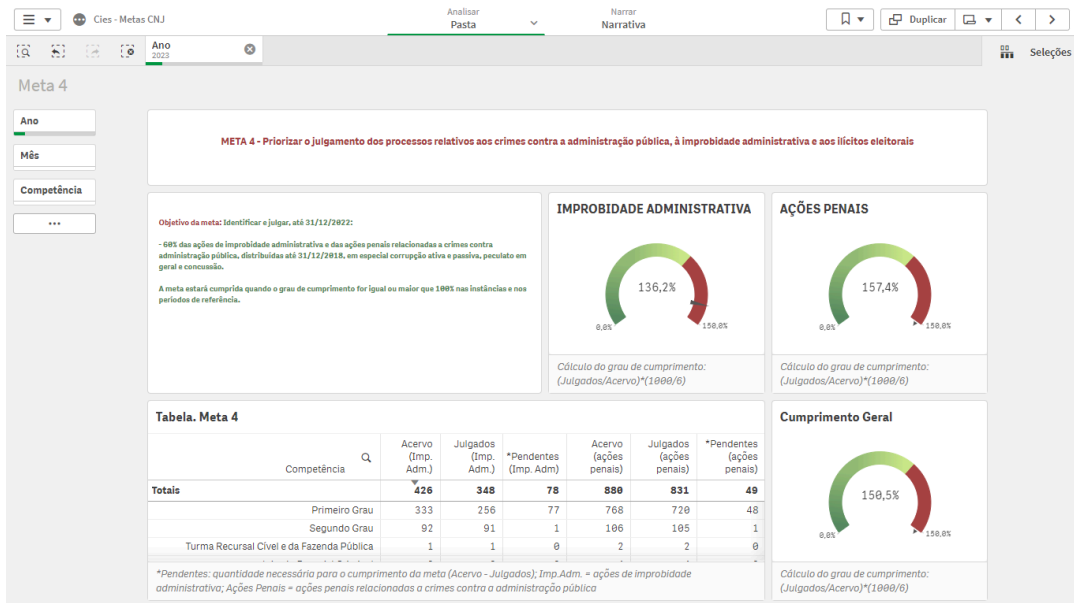 Cies - Metas CNJ
Analisar
Pasta
Narrar
Narrativa
Duplicar
Ano
2023
Seleções
Meta 4
Ano
Mês
Competência
META 4 - Priorizar o julgamento dos processos relativos aos crimes contra a administração pública, à improbidade administrativa e aos ilícitos eleitorais
Objetivo da meta: Identificar e julgar, até 31/12/2022:
- 60% das ações de improbidade administrativa e das ações penais relacionadas a crimes contra
administração pública, distribuídas até 31/12/2018, em especial corrupção ativa e passiva, peculato em
geral e concussão.
A meta estará cumprida quando o grau de cumprimento for igual ou maior que 100% nas instâncias e nos
períodos de referência.
IMPROBIDADE ADMINISTRATIVA
136,2%
0,0%
150,0%
Cálculo do grau de cumprimento:
(Julgados/Acervo)*(1000/6)
AÇÕES PENAIS
157,4%
0,0%
150,0%
Cálculo do grau de cumprimento:
(Julgados/Acervo)*(1000/6)
Tabela. Meta 4
Competência
Acervo
(Imp.
Adm.)
Julgados
(Imp.
Adm.)
*Pendentes
(Imp. Adm)
Acervo
(ações
penais)
Julgados
(ações
penais)
*Pendentes
(ações
penais)
Totais 426 348 78 880 831 49
Primeiro Grau 333 256 77 768 720 48
Segundo Grau 92 91 1 106 105 1
Turma Recursal Cível e da Fazenda Pública 1 1 0 2 2 0
*Pendentes: quantidade necessária para o cumprimento da meta (Acervo - Julgados); Imp.Adm. = ações de improbidade
administrativa; Ações Penais = ações penais relacionadas a crimes contra a administração pública
Cumprimento Geral
150,5%
0,0%
150,0%
Cálculo do grau de cumprimento:
(Julgados/Acervo)*(1000/6)